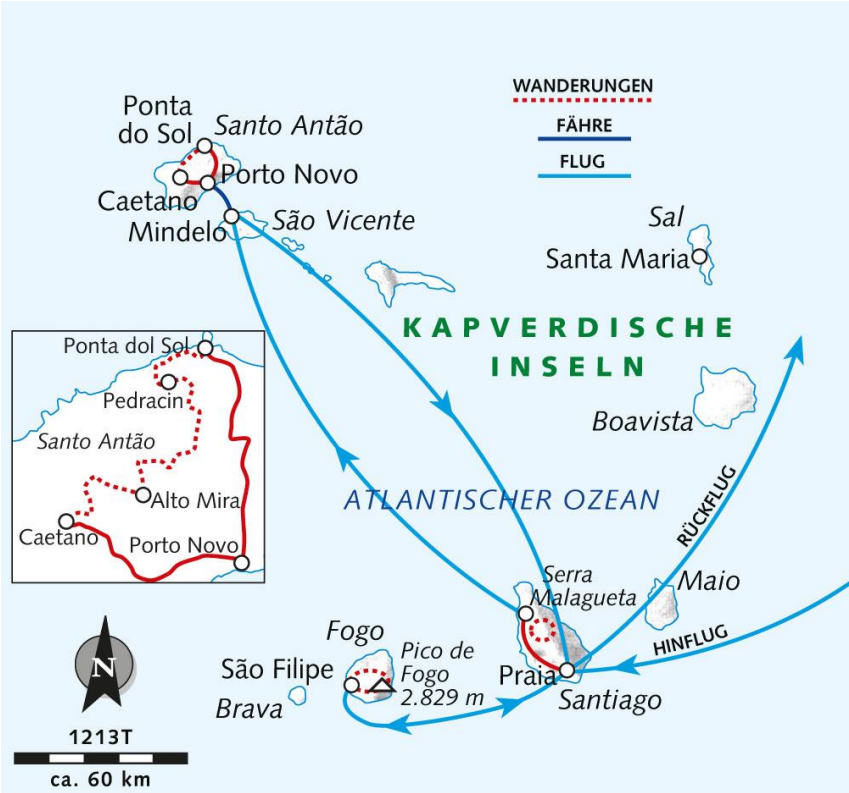 WANDERUNGEN
FÄHRE
FLUG
Ponta
do Sol
Santo Antão
Porto Novo
Caetano
Mindelo
São Vicente
Sal
Santa Maria
KAPVERDISCHE
INSELN
Boavista
ATLANTISCHER OZEAN
RÜCKFLUG
Ponta dol Sol
Pedracin
Santo Antão
Alto Mira
Caetano
Porto Novo
Serra
Malagueta
Maio
HINFLUG
Fogo
Pico de
Fogo
2.829 m
São Filipe
Brava
Praia
Santiago
N
1213T
ca. 60 km